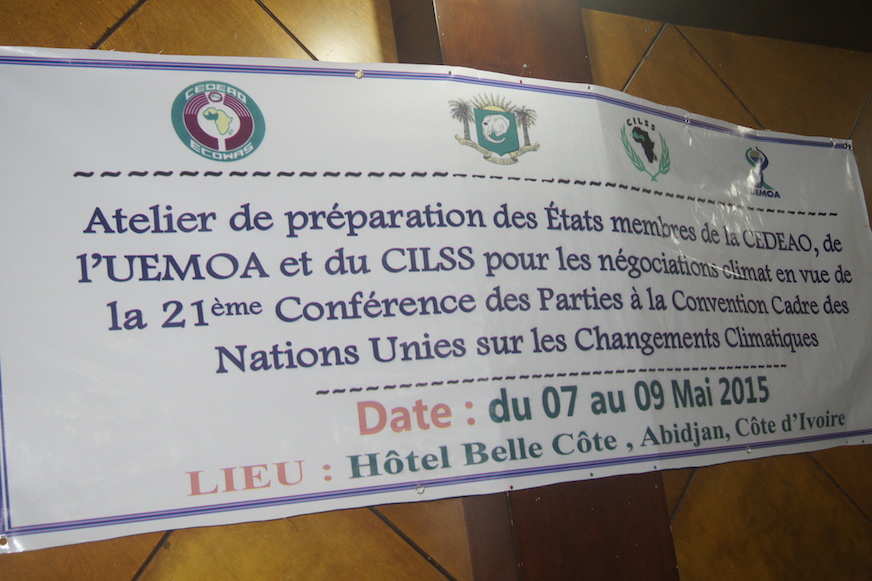 CEDEAO
ECOWAS
CILSS
UEMOA
Atelier de préparation des États membres de la CEDEAO, de
l'UEMOA et du CILSS pour les négociations climat en vue de
la 21ème Conférence des Parties à la Convention Cadre des
Nations Unies sur les Changements Climatiques
Date : du 07 au 09 Mai 2015
LIEU : Hôtel Belle Côte , Abidjan, Côte d'Ivoire